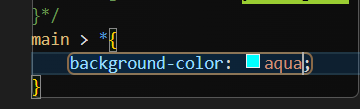 }*/
main > *{
    background-color: aqua;
}